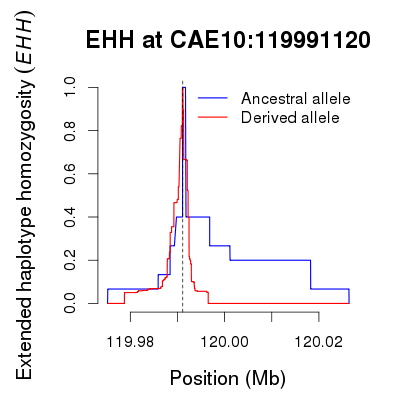 EHH at CAE10:119991120
Extended haplotype homozygosity (EHH)
1.0
0.8
0.6
0.4
0.2
0.0
Ancestral allele
Derived allele
119.98
120.00
120.02
Position (Mb)